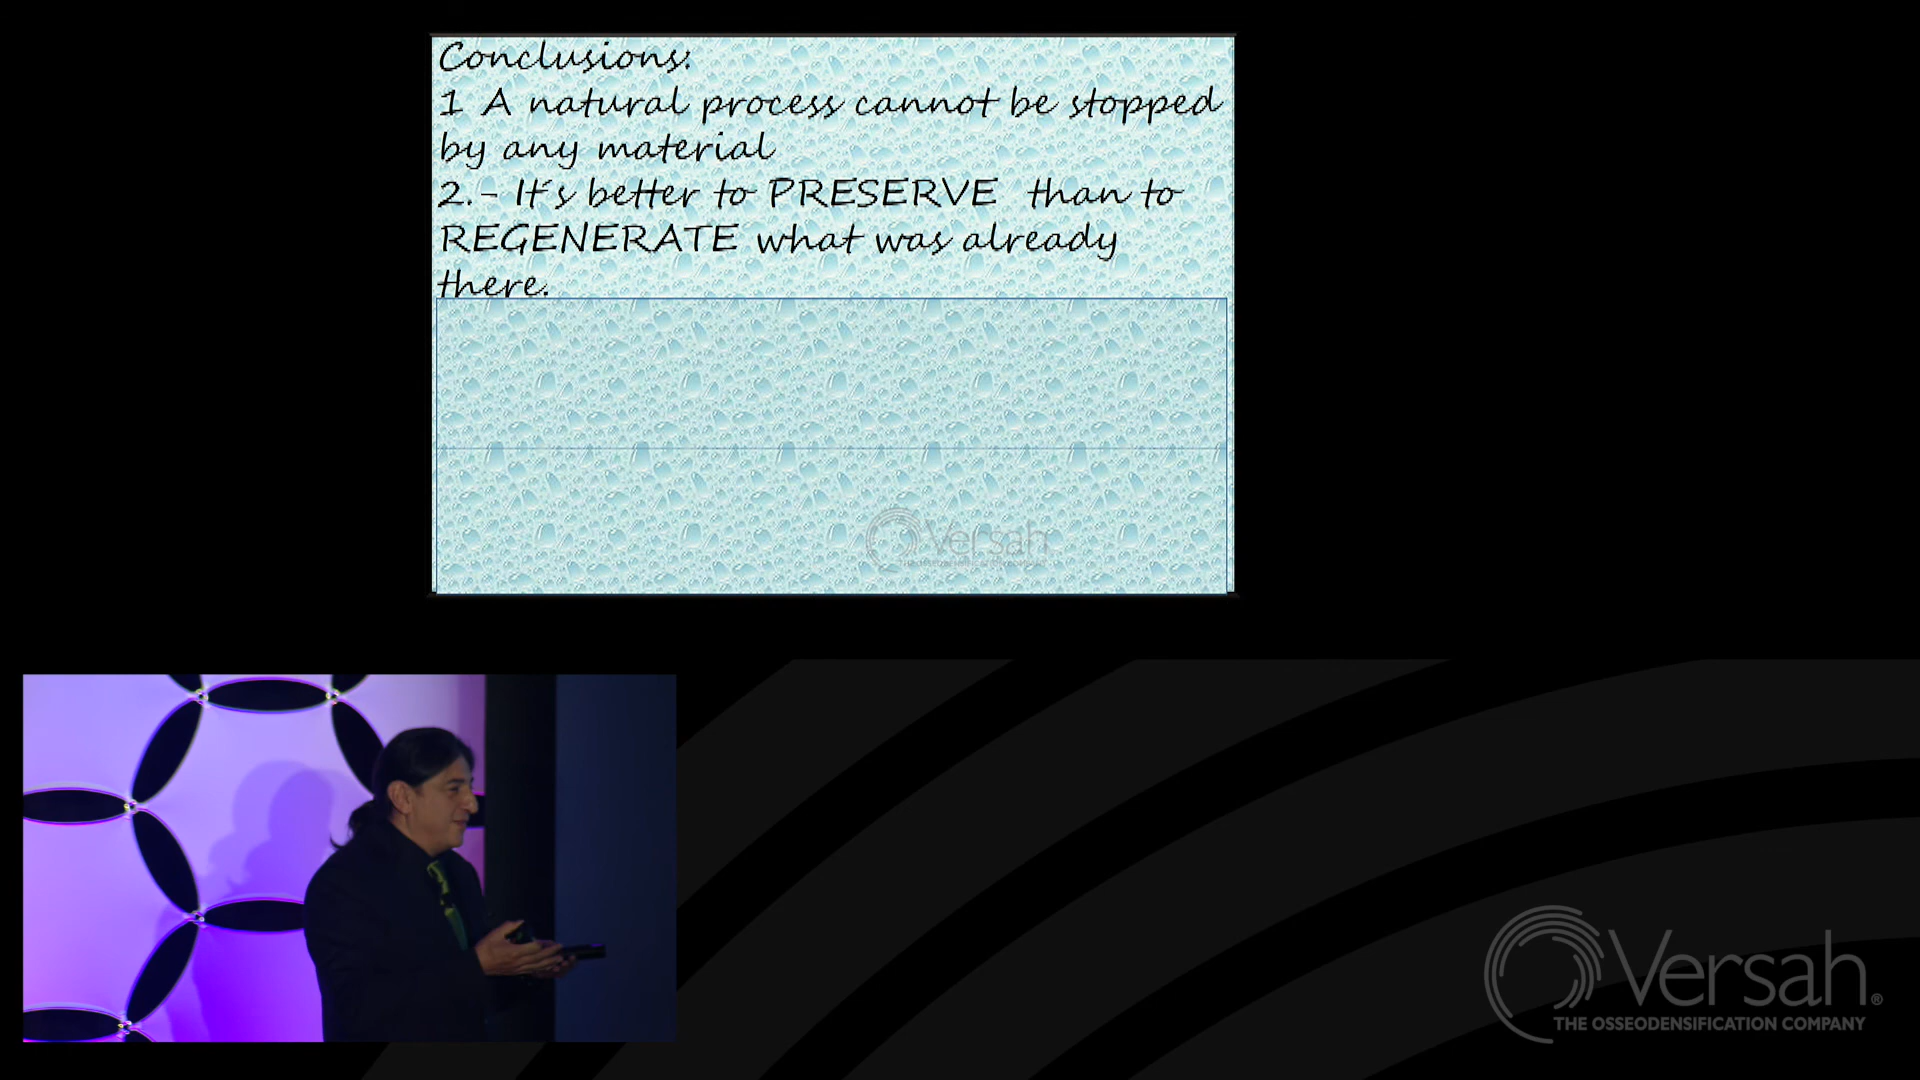 Conclusions:
1 A natural process cannot be stopped
by any material
2.- It´s better to PRESERVE than to
REGENERATE what was already
there.
Versah
Versah®
THE OSSEODENSIFICATION COMPANY